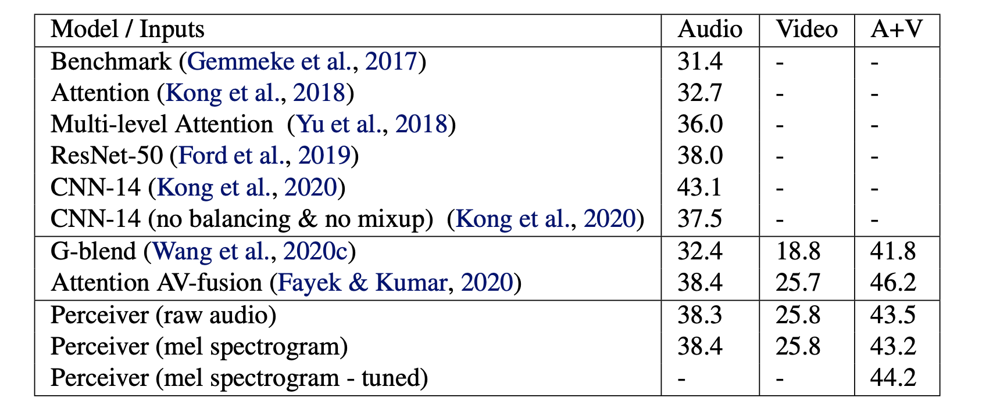 Model / Inputs Audio Video A+V
Benchmark (Gemmeke et al., 2017) 31.4 - -
Attention (Kong et al., 2018) 32.7 - -
Multi-level Attention (Yu et al., 2018) 36.0 - -
ResNet-50 (Ford et al., 2019) 38.0 - -
CNN-14 (Kong et al., 2020) 43.1 - -
CNN-14 (no balancing & no mixup) (Kong et al., 2020) 37.5 - -
G-blend (Wang et al., 2020c) 32.4 18.8 41.8
Attention AV-fusion (Fayek & Kumar, 2020) 38.4 25.7 46.2
Perceiver (raw audio) 38.3 25.8 43.5
Perceiver (mel spectrogram) 38.4 25.8 43.2
Perceiver (mel spectrogram - tuned) - - 44.2